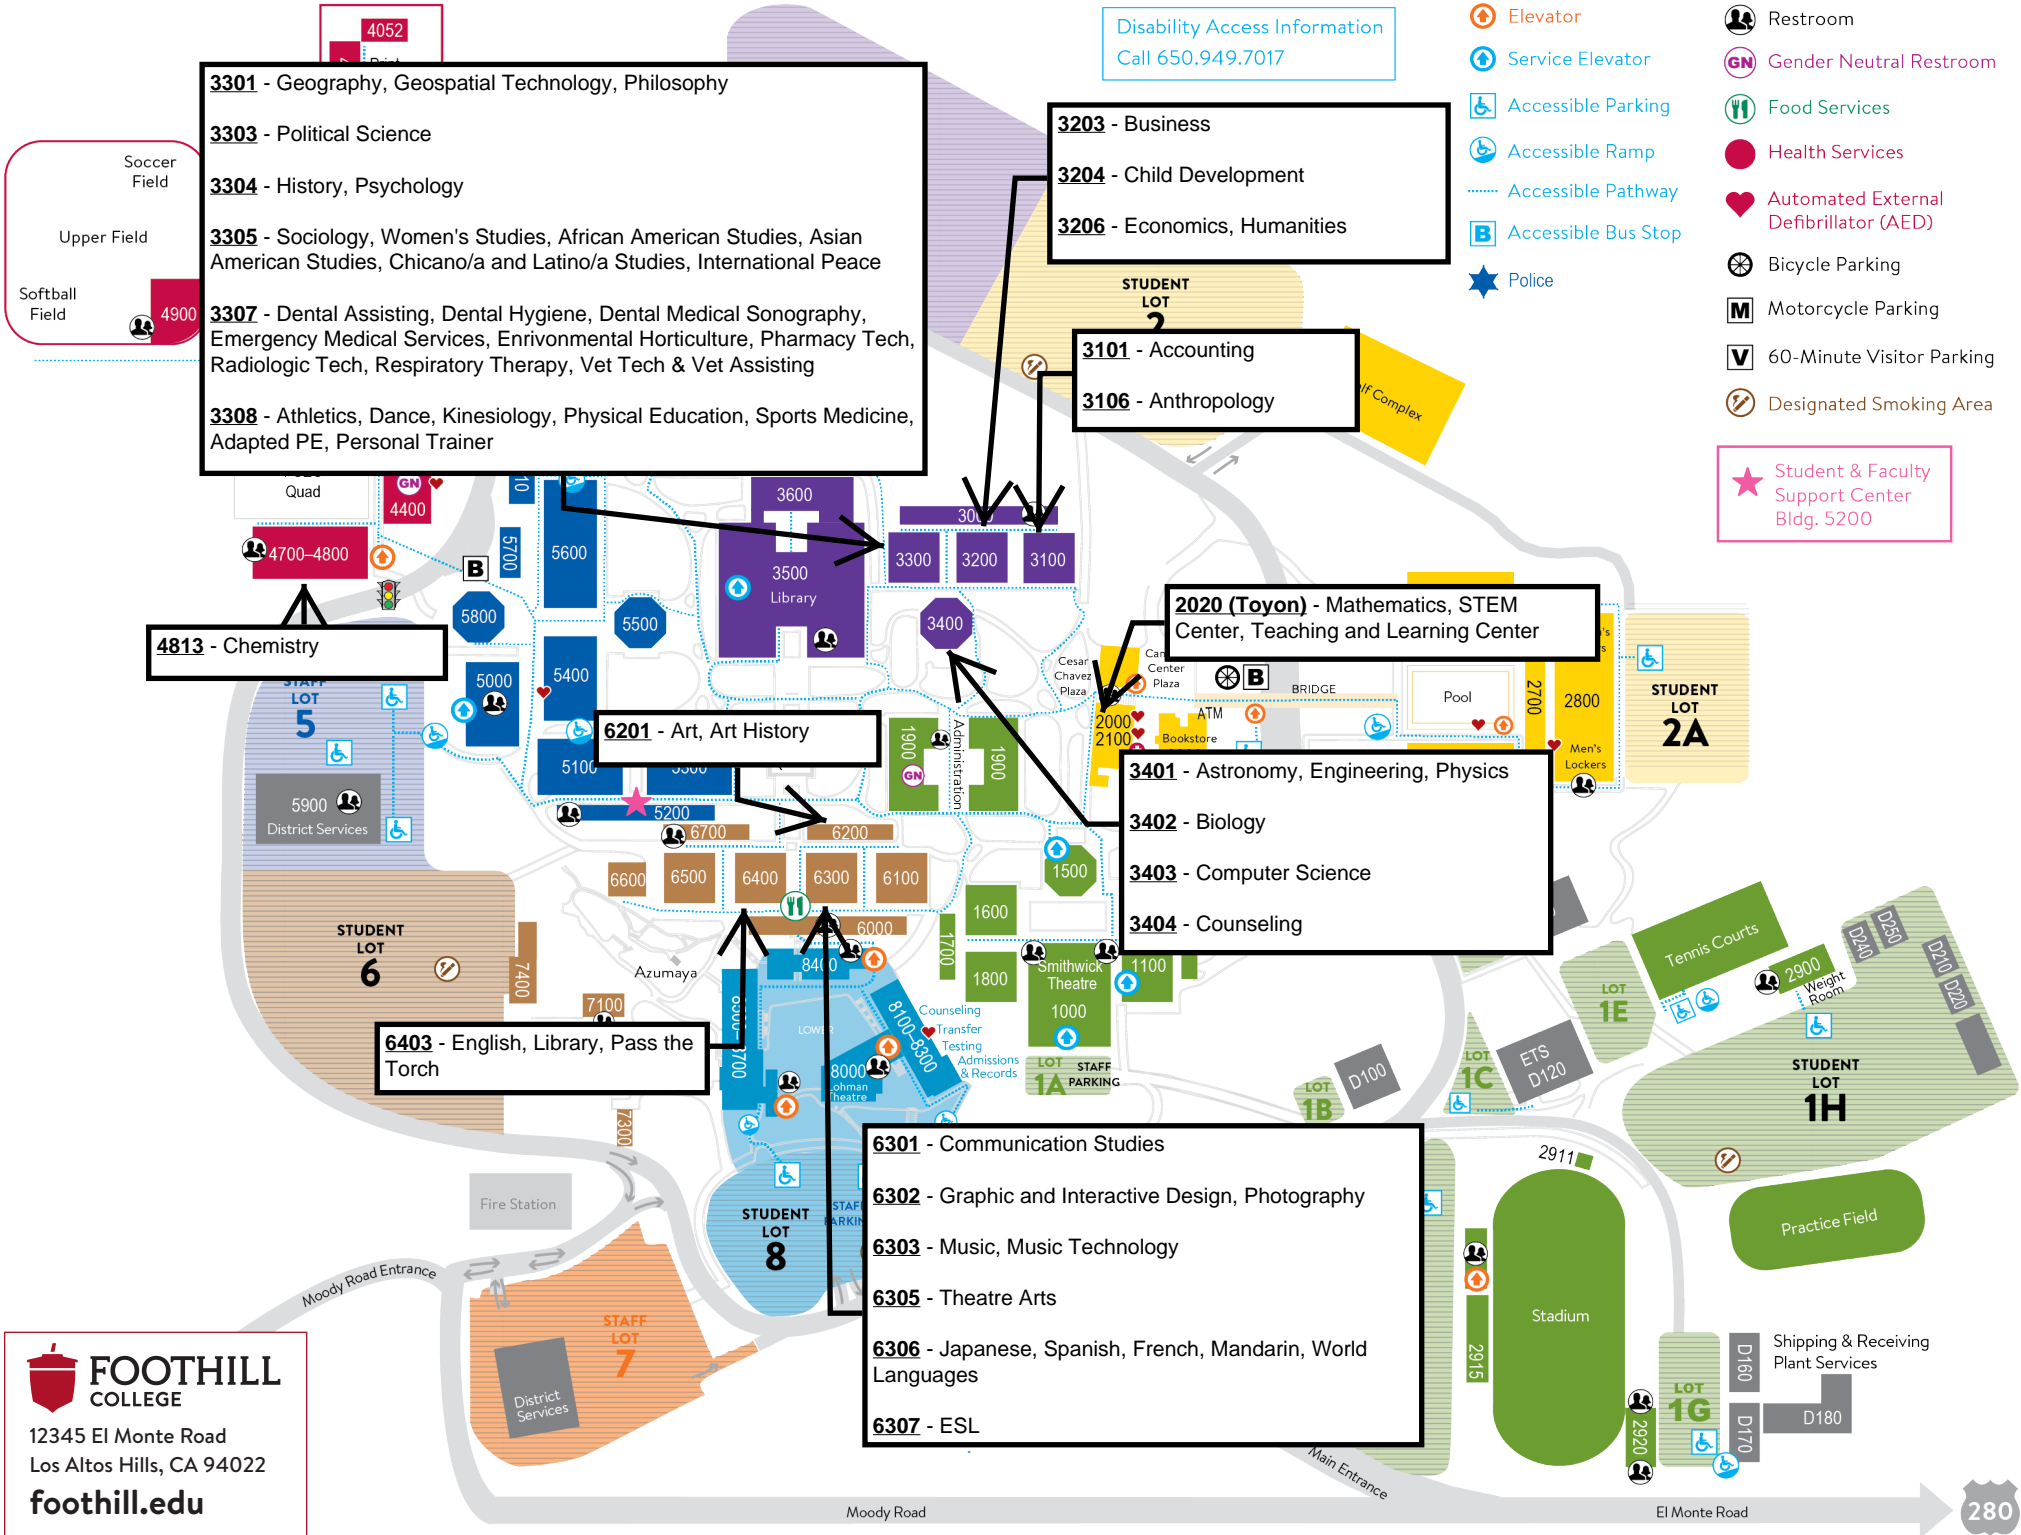 4052
3301 - Geography, Geospatial Technology, Philosophy
3303 - Political Science
3304 - History, Psychology
3305 - Sociology, Women's Studies, African American Studies, Asian
American Studies, Chicano/a and Latino/a Studies, International Peace
3307 - Dental Assisting, Dental Hygiene, Dental Medical Sonography,
Emergency Medical Services, Enrivonmental Horticulture, Pharmacy Tech,
Radiologic Tech, Respiratory Therapy, Vet Tech & Vet Assisting
3308 - Athletics, Dance, Kinesiology, Physical Education, Sports Medicine,
Adapted PE, Personal Trainer
Disability Access Information
Call 650.949.7017
3203 - Business
3204 - Child Development
3206 - Economics, Humanities
Elevator
Service Elevator
Accessible Parking
Accessible Ramp
Accessible Pathway
B Accessible Bus Stop
Police
Restroom
GN Gender Neutral Restroom
Food Services
Health Services
Automated External
Defibrillator (AED)
Bicycle Parking
M Motorcycle Parking
V 60-Minute Visitor Parking
Designated Smoking Area
Student & Faculty
Support Center
Bldg. 5200
Soccer
Field
Upper Field
Softball
Field
4900
STUDENT
LOT
2
3101 - Accounting
3106 - Anthropology
Complex
Quad
GN
4400
4700–4800
B
5700
5600
5800
5500
3600
3500
Library
3300
3200
3100
3400
4813 - Chemistry
2020 (Toyon) - Mathematics, STEM
Center, Teaching and Learning Center
LOT
5
5000
5400
5100
5200
5900
District Services
6201 - Art, Art History
1900
GN
Administration
1900
Cesar
Chavez
Plaza
Center
Plaza
2000
2100
B
BRIDGE
ATM
Bookstore
Pool
2700
2800
Men's
Lockers
STUDENT
LOT
2A
3401 - Astronomy, Engineering, Physics
3402 - Biology
3403 - Computer Science
3404 - Counseling
6700
6200
6600
6500
6400
6300
6100
6000
1500
1600
1700
1800
Smithwick
Theatre
1000
1100
STUDENT
LOT
6
7400
7100
7300
Azumaya
8400
LOWER
8000
8100–8300
Counseling
Transfer
Testing
Admissions
& Records
6403 - English, Library, Pass the
Torch
LOT
1A
STAFF
PARKING
LOT
1B
D100
LOT
1C
ETS
D120
LOT
1E
Tennis Courts
2900
Weight
Room
D240
D250
D210
D220
STUDENT
LOT
1H
6301 - Communication Studies
6302 - Graphic and Interactive Design, Photography
6303 - Music, Music Technology
6305 - Theatre Arts
6306 - Japanese, Spanish, French, Mandarin, World
Languages
6307 - ESL
Fire Station
STUDENT
LOT
8
Moody Road Entrance
STAFF
LOT
7
District
Services
2911
Stadium
2915
2920
Practice Field
LOT
1G
D160
D170
D180
Shipping & Receiving
Plant Services
FOOTHILL
COLLEGE
12345 El Monte Road
Los Altos Hills, CA 94022
foothill.edu
Main Entrance
Moody Road
El Monte Road
280